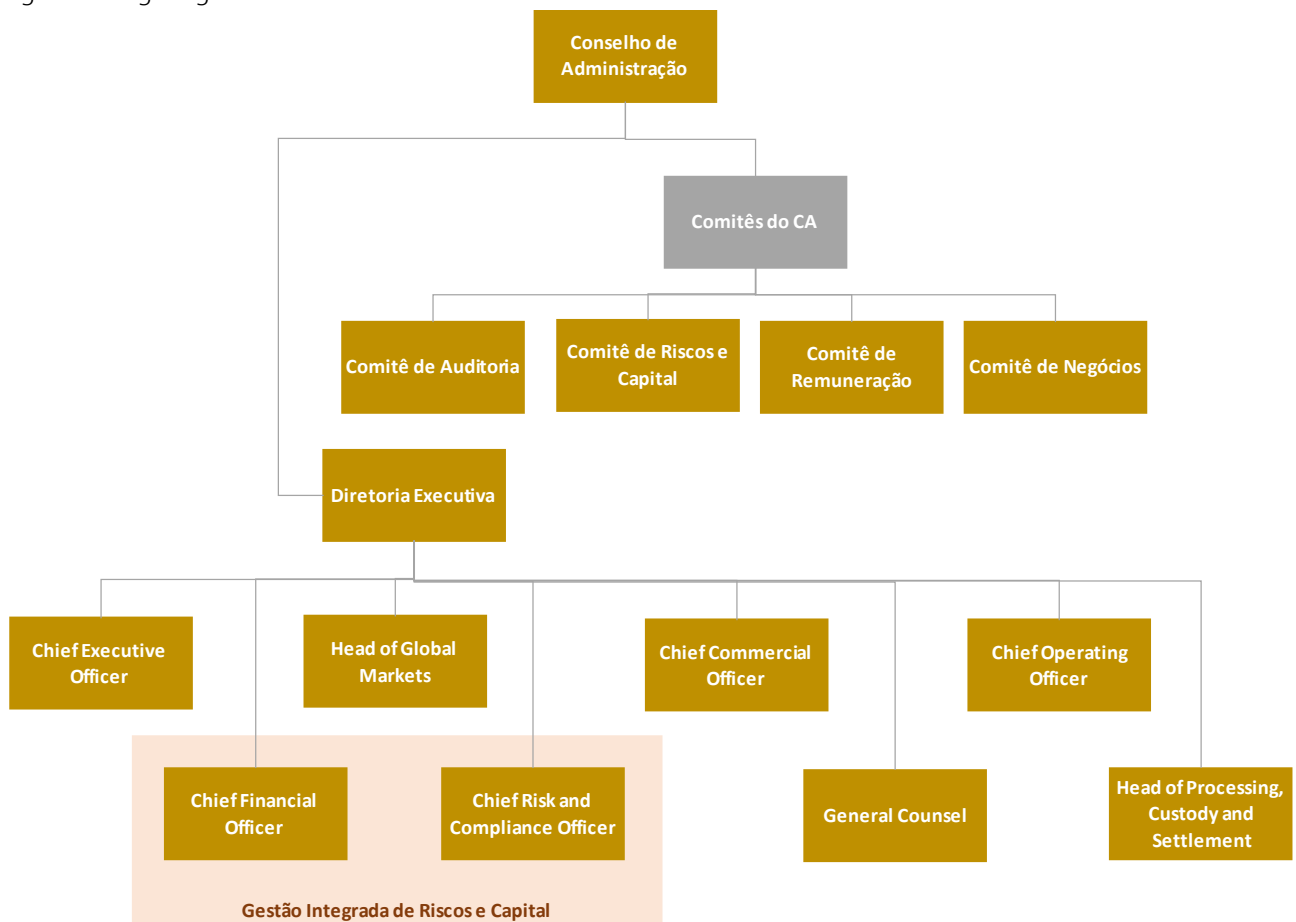 Conselho de
Administração
Comitês do CA
Comitê de Auditoria
Comitê de Riscos e
Capital
Comitê de
Remuneração
Comitê de Negócios
Diretoria Executiva
Chief Executive
Officer
Head of Global
Markets
Chief Commercial
Officer
Chief Operating
Officer
Chief Financial
Officer
Chief Risk and
Compliance Officer
General Counsel
Head of Processing,
Custody and
Settlement
Gestão Integrada de Riscos e Capital